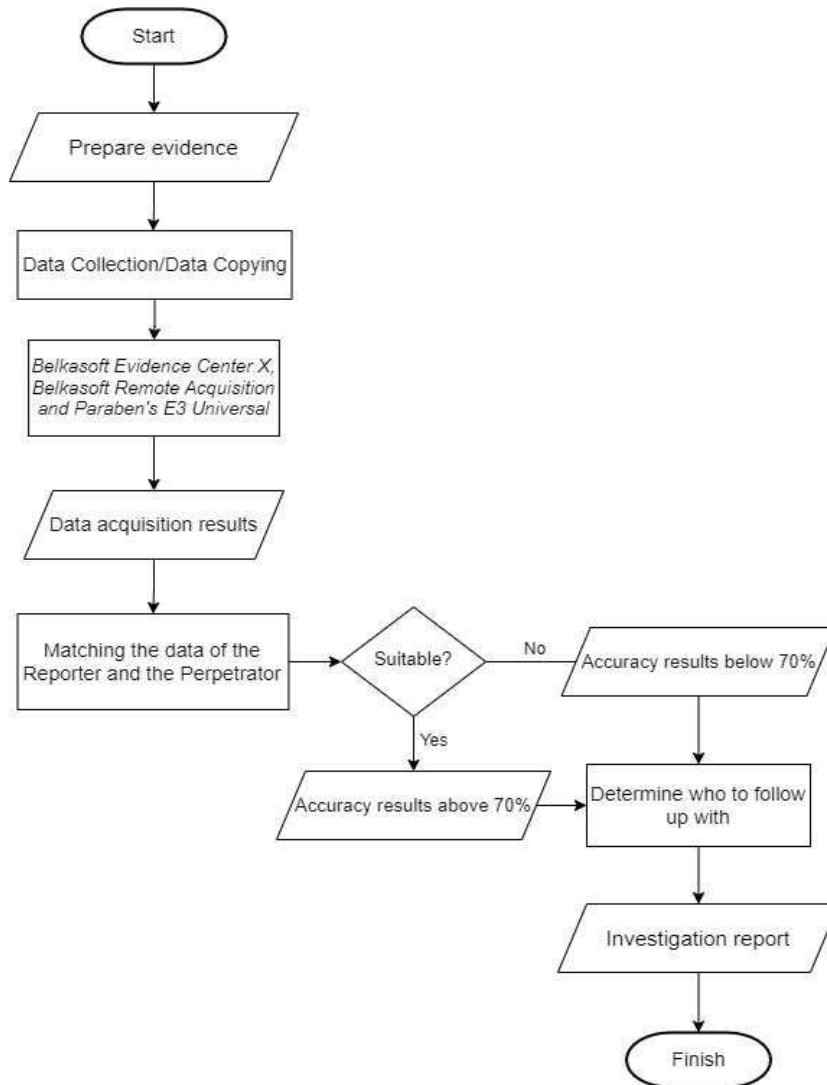 Start
Prepare evidence
Data Collection/Data Copying
Belkasoft Evidence Center X,
Belkasoft Remote Acquisition
and Paraben's E3 Universal
Data acquisition results
Matching the data of the
Reporter and the Perpetrator
Suitable?
No
Accuracy results below 70%
Yes
Accuracy results above 70%
Determine who to follow
up with
Investigation report
Finish